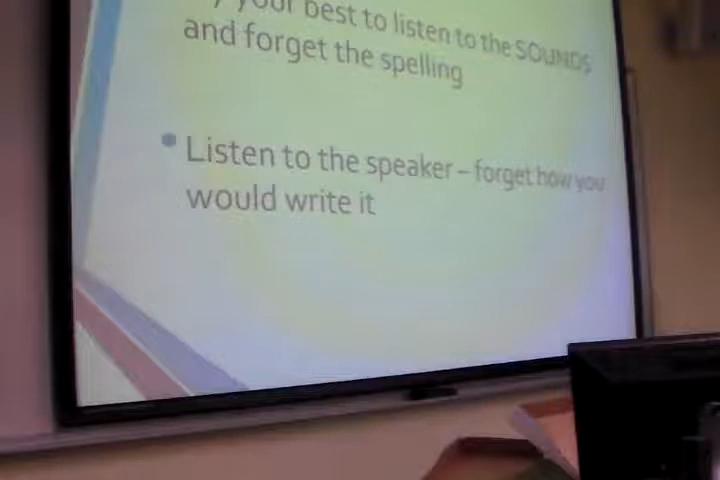 your best to listen to the SOUNDS
and forget the spelling
• Listen to the speaker – forget how you
would write it